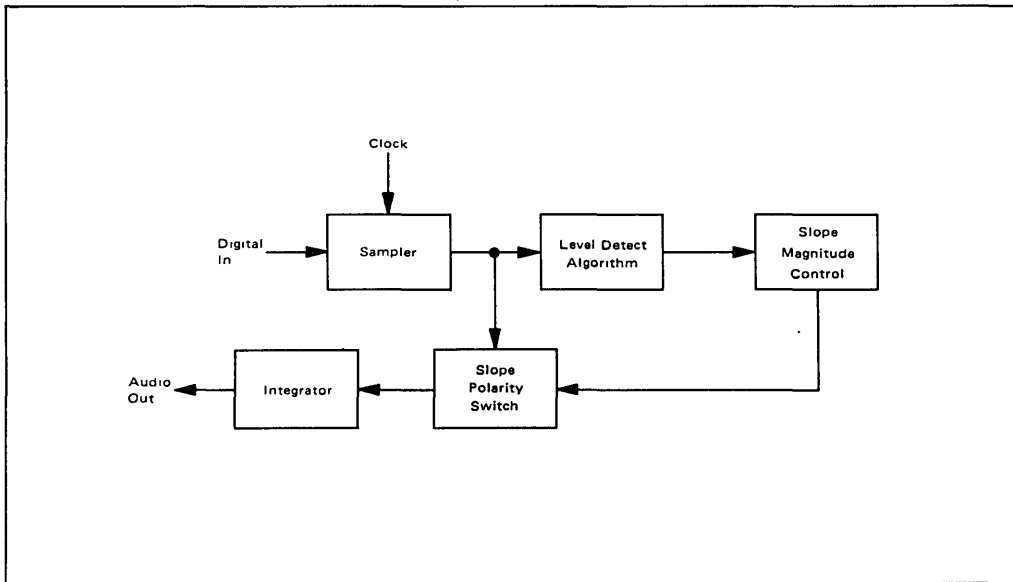 Clock
Digital
In
Sampler
Level Detect
Algorithm
Slope
Magnitude
Control
Audio
Out
Integrator
Slope
Polarity
Switch